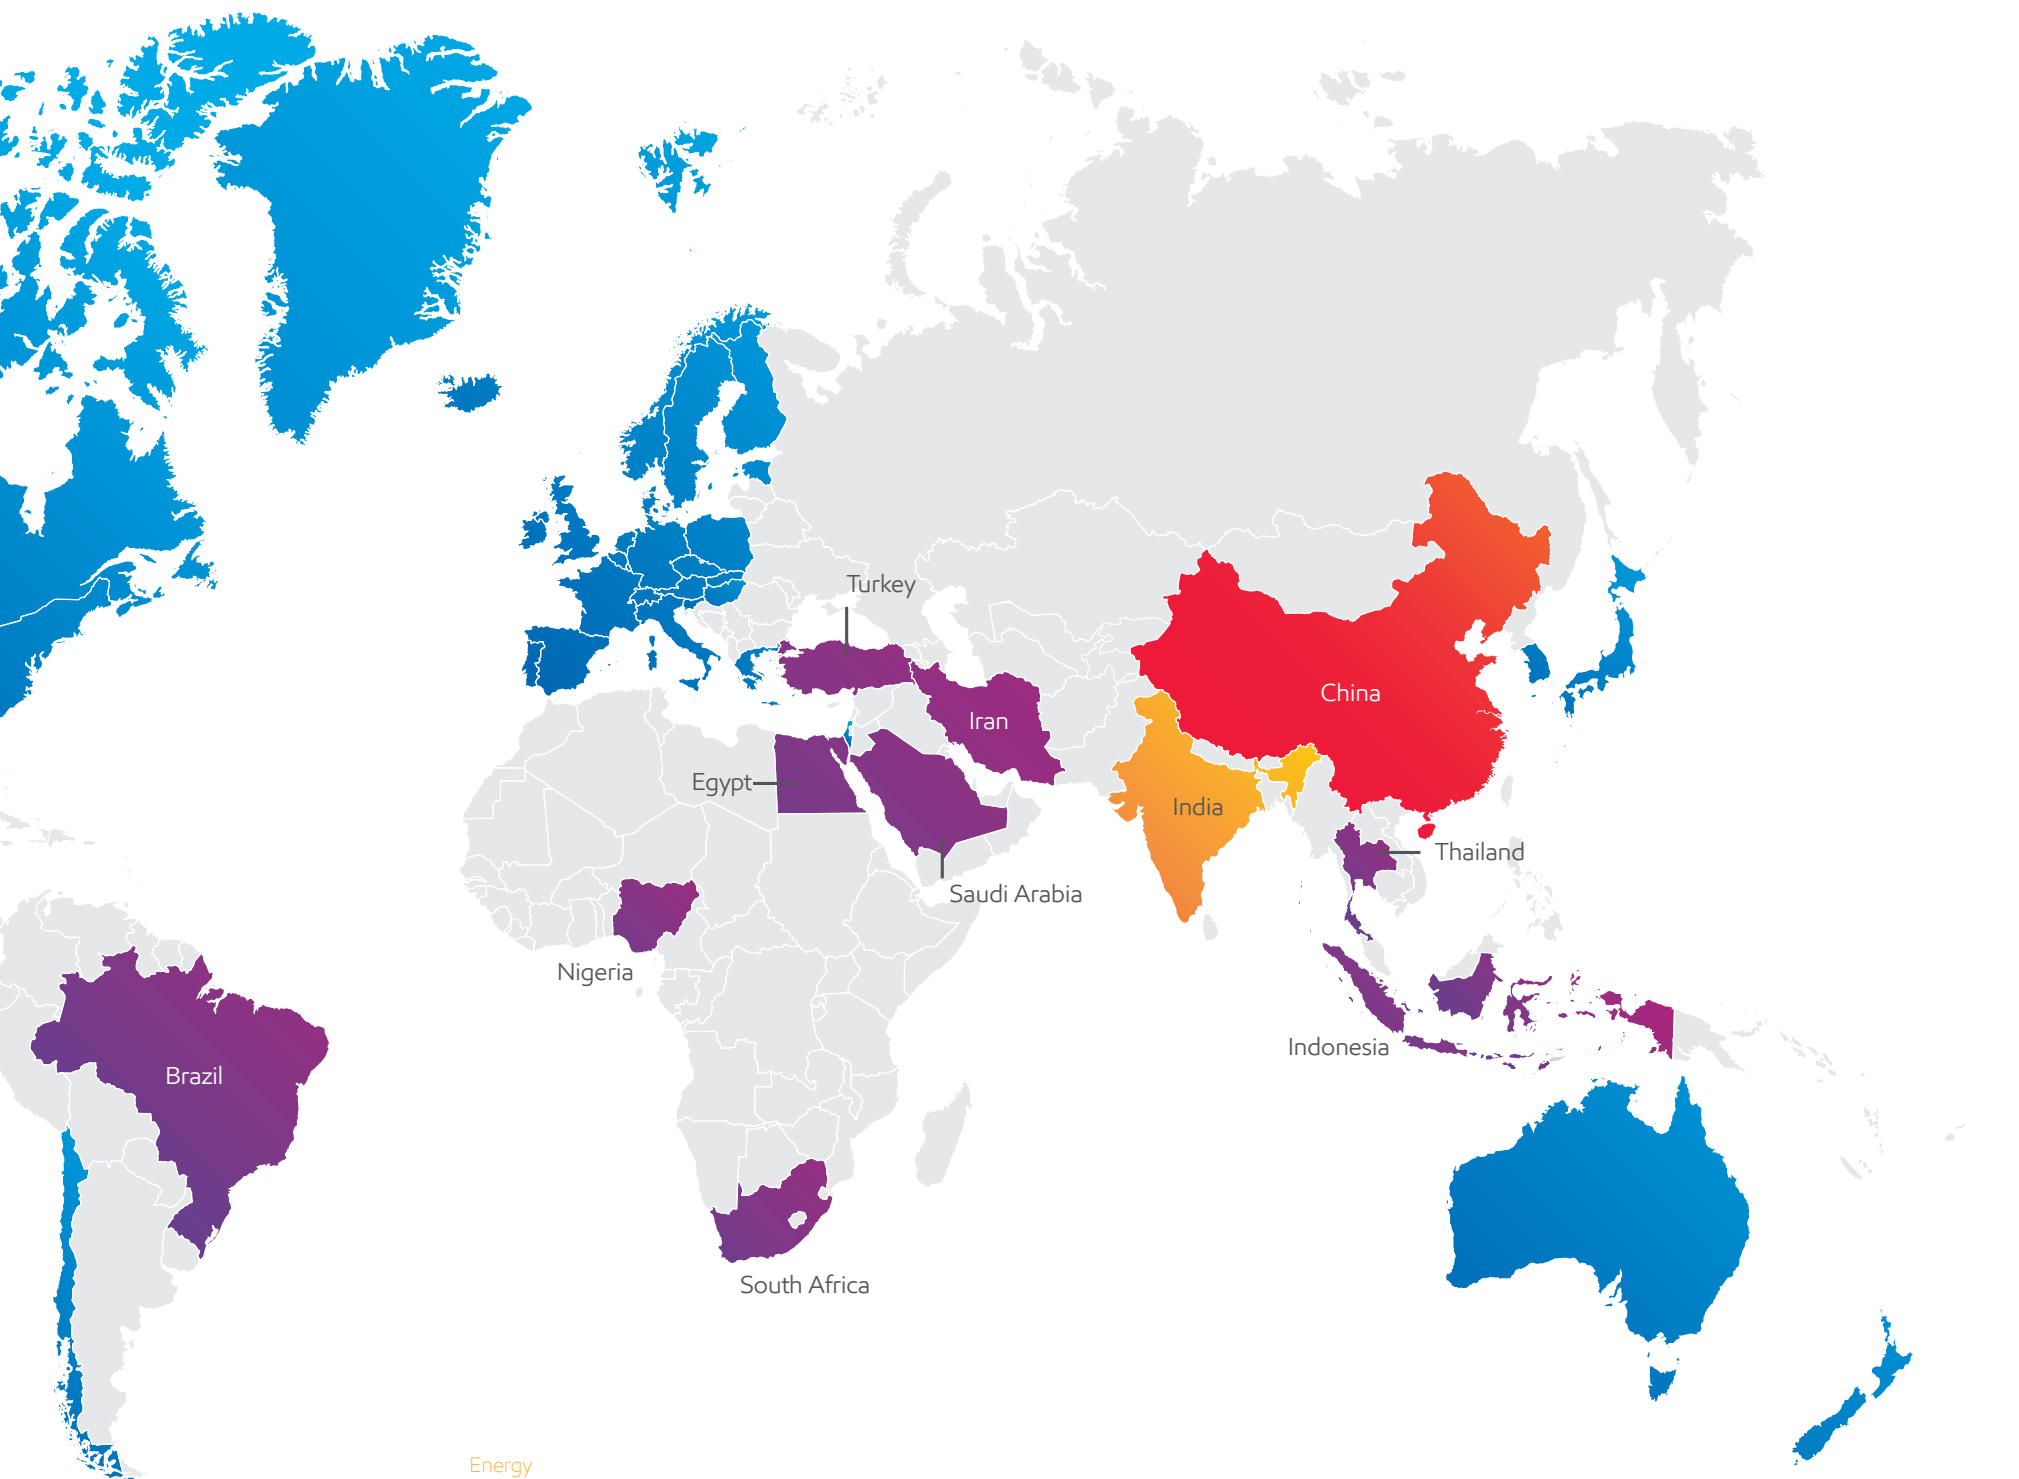 Turkey
China
Iran
Egypt
India
Thailand
Saudi Arabia
Nigeria
Indonesia
Brazil
South Africa
Energy